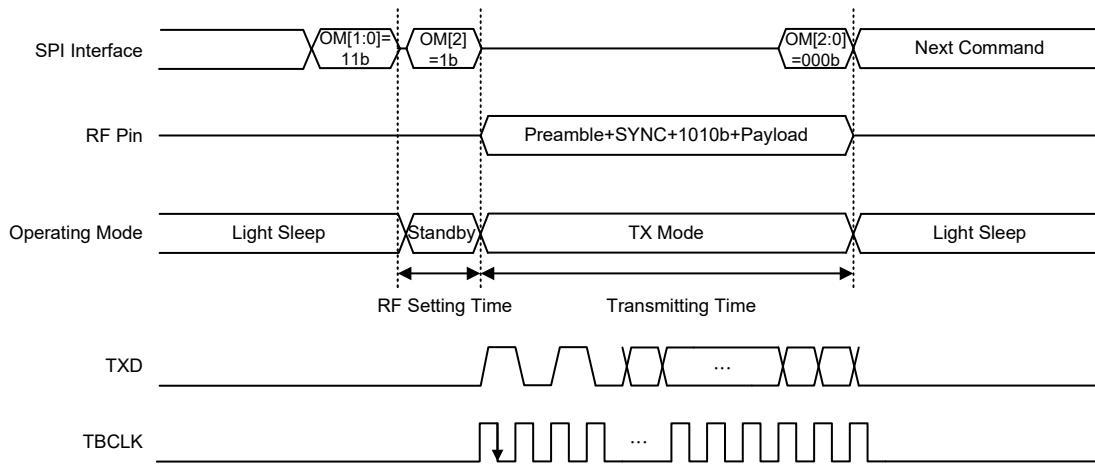 SPI Interface
OM[1:0]=
11b
OM[2]
=1b
OM[2:0]
=000b
Next Command
RF Pin
Preamble+SYNC+1010b+Payload
Operating Mode
Light Sleep
Standby
TX Mode
Light Sleep
RF Setting Time
Transmitting Time
TXD
...
TBCLK
...